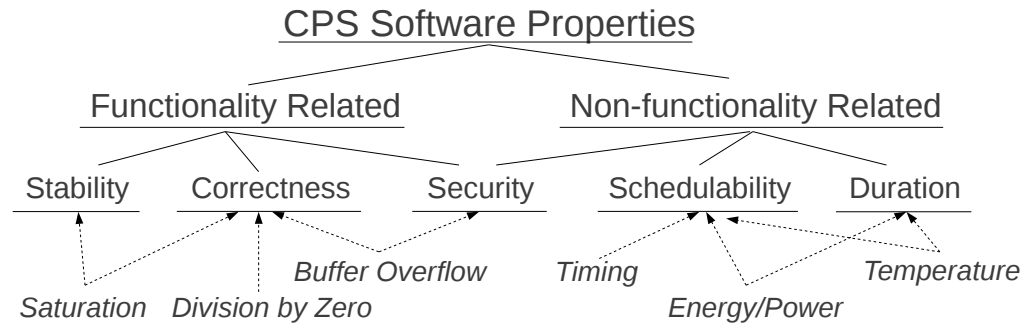 CPS Software Properties
Functionality Related
Non-functionality Related
Stability
Correctness
Security
Schedulability
Duration
Buffer Overflow
Timing
Temperature
Saturation
Division by Zero
Energy/Power